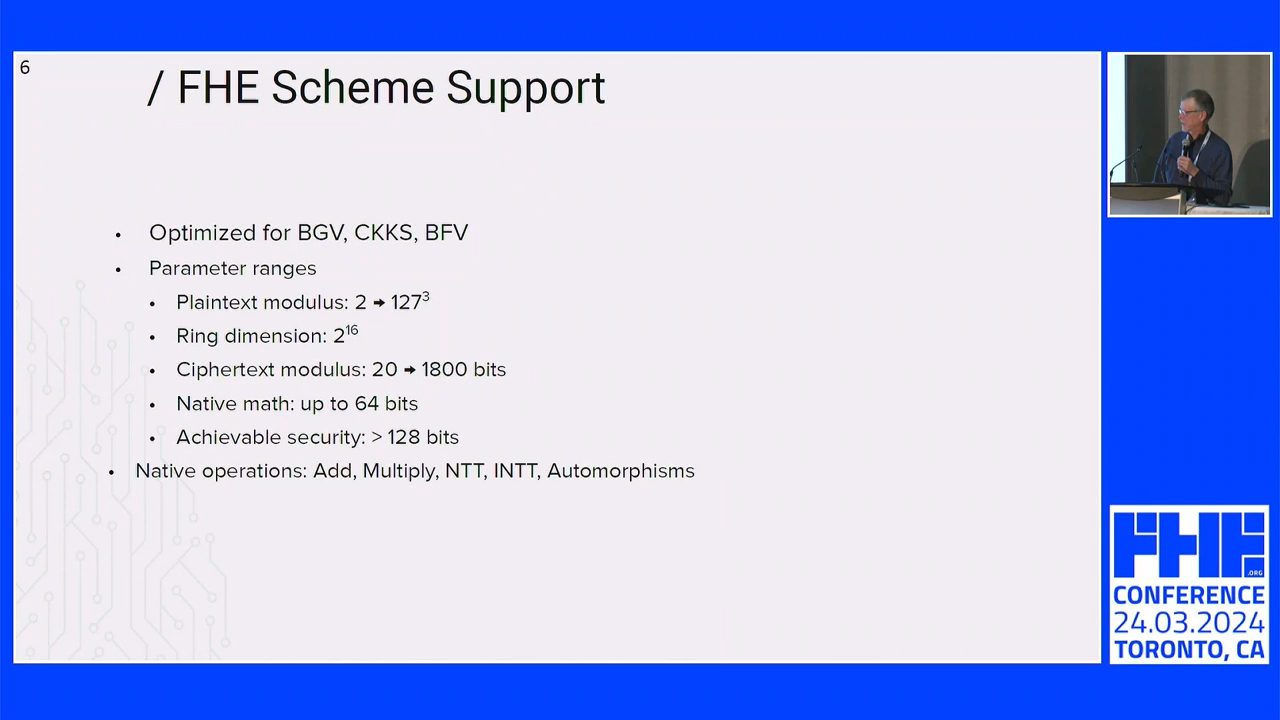 6
/ FHE Scheme Support
• Optimized for BGV, CKKS, BFV
• Parameter ranges
• Plaintext modulus: 2 → 127³
• Ring dimension: 2¹⁶
• Ciphertext modulus: 20 → 1800 bits
• Native math: up to 64 bits
• Achievable security: > 128 bits
• Native operations: Add, Multiply, NTT, INTT, Automorphisms
FHE
.ORG
CONFERENCE
24.03.2024
TORONTO, CA